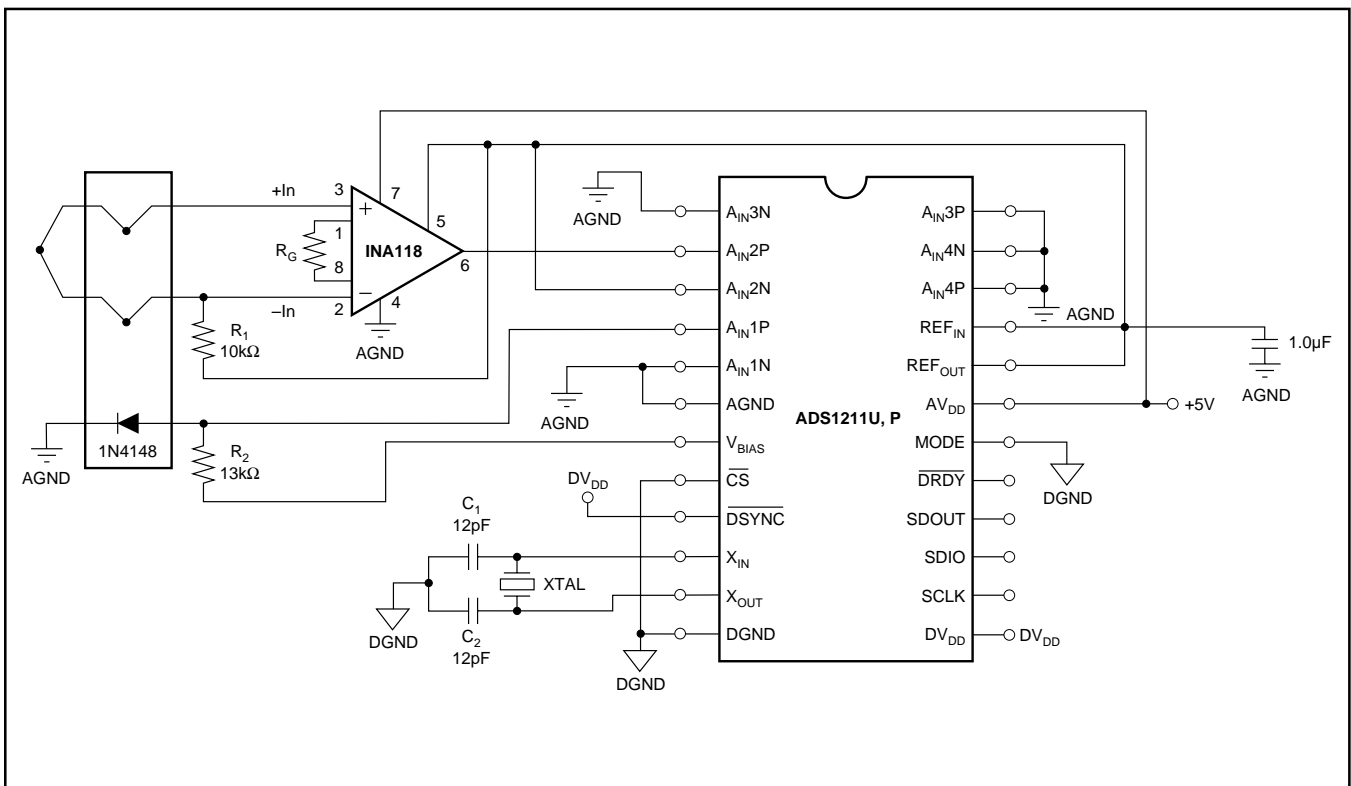 +In
3
+
7
5
1
R_G
8
INA118
6
−
2
4
–In
AGND
R_1
10kΩ
AGND
1N4148
R_2
13kΩ
AGND
AGND
DV_DD
C_1
12pF
XTAL
DGND
C_2
12pF
DGND
A_IN3N
A_IN2P
A_IN2N
A_IN1P
A_IN1N
AGND
V_BIAS
C̅S̅
D̅S̅Y̅N̅C̅
X_IN
X_OUT
DGND
ADS1211U, P
A_IN3P
A_IN4N
A_IN4P
REF_IN
REF_OUT
AV_DD
MODE
D̅R̅D̅Y̅
SDOUT
SDIO
SCLK
DV_DD
AGND
1.0µF
AGND
+5V
DGND
DV_DD